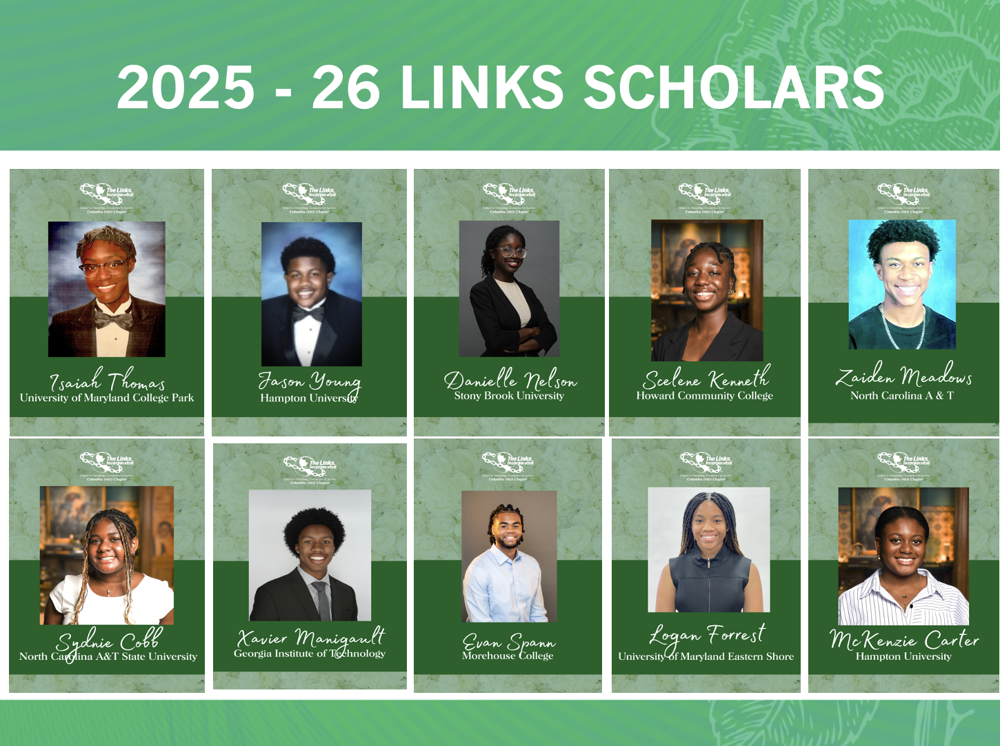 2025 - 26 LINKS SCHOLARS
The Links,
Incorporated
Linked in Friendship, Connected in Service
Columbia (MD) Chapter
Isaiah Thomas
University of Maryland College Park
The Links,
Incorporated
Linked in Friendship, Connected in Service
Columbia (MD) Chapter
Jason Young
Hampton University
The Links,
Incorporated
Linked in Friendship, Connected in Service
Columbia (MD) Chapter
Danielle Nelson
Stony Brook University
The Links,
Incorporated
Linked in Friendship, Connected in Service
Columbia (MD) Chapter
Scelene Kenneth
Howard Community College
The Links,
Incorporated
Linked in Friendship, Connected in Service
Columbia (MD) Chapter
Zaiden Meadows
North Carolina A & T
The Links,
Incorporated
Linked in Friendship, Connected in Service
Columbia (MD) Chapter
Sydnie Cobb
North Carolina A&T State University
The Links,
Incorporated
Linked in Friendship, Connected in Service
Columbia (MD) Chapter
Xavier Manigault
Georgia Institute of Technology
The Links,
Incorporated
Linked in Friendship, Connected in Service
Columbia (MD) Chapter
Evan Spann
Morehouse College
The Links,
Incorporated
Linked in Friendship, Connected in Service
Columbia (MD) Chapter
Logan Forrest
University of Maryland Eastern Shore
The Links,
Incorporated
Linked in Friendship, Connected in Service
Columbia (MD) Chapter
McKenzie Carter
Hampton University